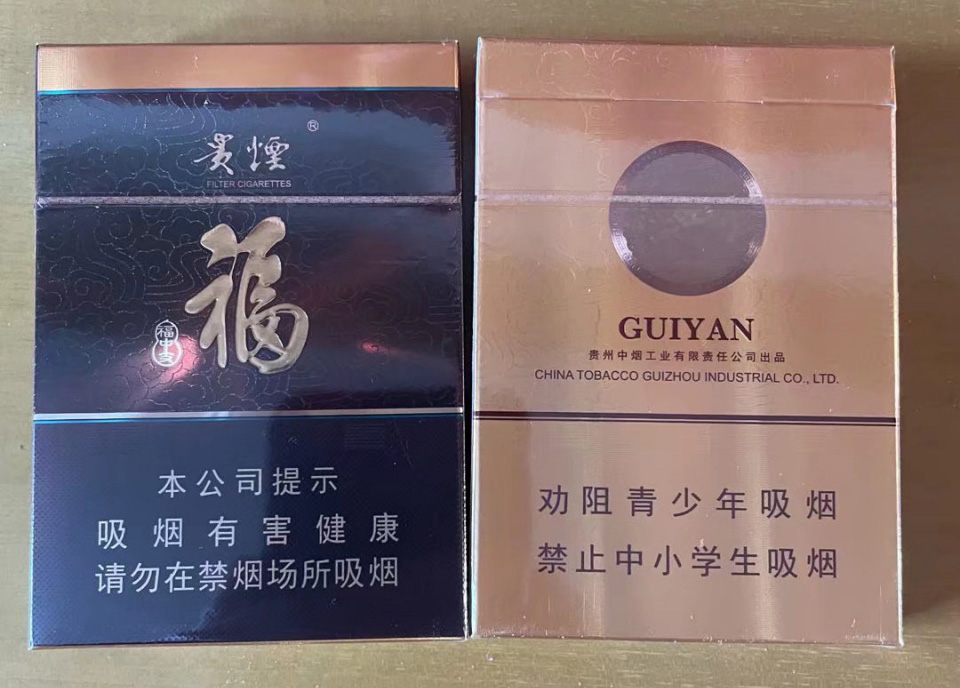 贵煙®
FILTER CIGARETTES
福
福中支
本公司提示
吸烟有害健康
请勿在禁烟场所吸烟
GUIYAN
贵州中烟工业有限责任公司出品
CHINA TOBACCO GUIZHOU INDUSTRIAL CO., LTD.
劝阻青少年吸烟
禁止中小学生吸烟